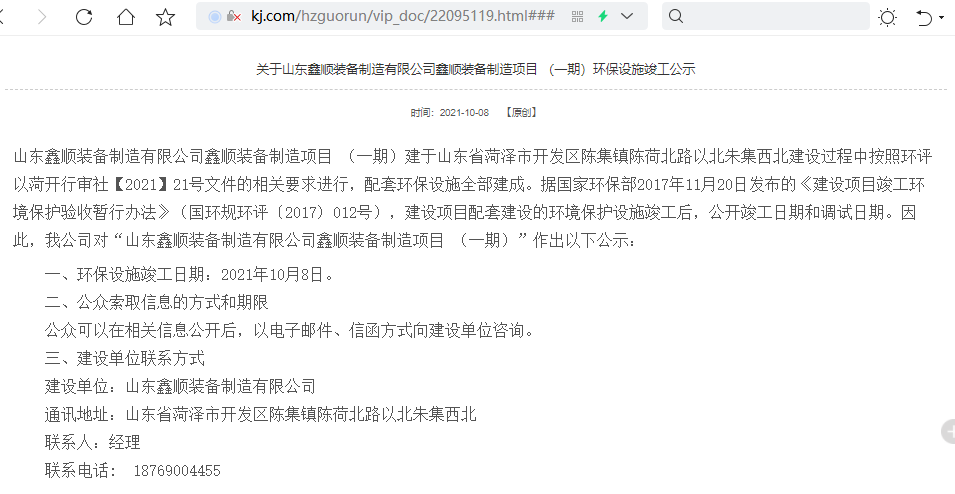 kj.com/hzguorun/vip_doc/22095119.html###
关于山东鑫顺装备制造有限公司鑫顺装备制造项目 （一期）环保设施竣工公示
时间：2021-10-08 【原创】
山东鑫顺装备制造有限公司鑫顺装备制造项目 （一期）建于山东省菏泽市开发区陈集镇陈菏北路以北朱集西北建设过程中按照环评
以菏开行审社【2021】21号文件的相关要求进行，配套环保设施全部建成。据国家环保部2017年11月20日发布的《建设项目竣工环
境保护验收暂行办法》（国环规环评〔2017〕012号），建设项目配套建设的环境保护设施竣工后，公开竣工日期和调试日期。因
此，我公司对“山东鑫顺装备制造有限公司鑫顺装备制造项目 （一期）”作出以下公示：
一、环保设施竣工日期：2021年10月8日。
二、公众索取信息的方式和期限
公众可以在相关信息公开后，以电子邮件、信函方式向建设单位咨询。
三、建设单位联系方式
建设单位：山东鑫顺装备制造有限公司
通讯地址：山东省菏泽市开发区陈集镇陈菏北路以北朱集西北
联系人：经理
联系电话： 18769004455